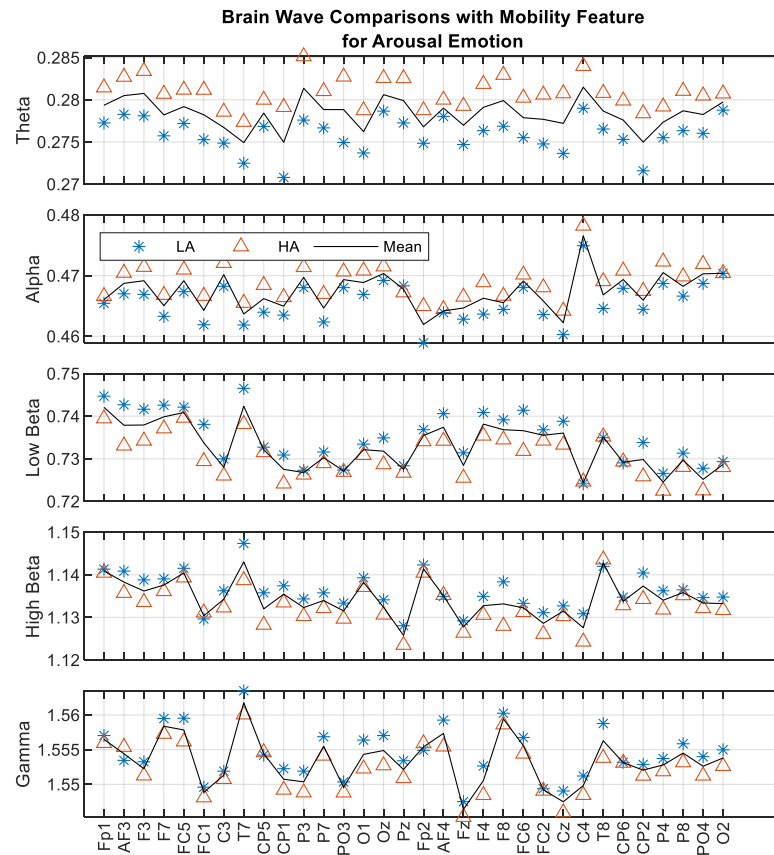 Brain Wave Comparisons with Mobility Feature
for Arousal Emotion
0.285
0.28
0.275
0.27
Theta
0.48
0.47
0.46
Alpha
LA HA Mean
0.75
0.74
0.73
0.72
Low Beta
1.15
1.14
1.13
1.12
High Beta
1.56
1.555
1.55
Gamma
Fp1 AF3 F3 F7 FC5 FC1 C3 T7 CP5 CP1 P3 P7 PO3 O1 Oz Pz Fp2 AF4 Fz F4 F8 FC6 FC2 Cz C4 T8 CP6 CP2 P4 P8 PO4 O2